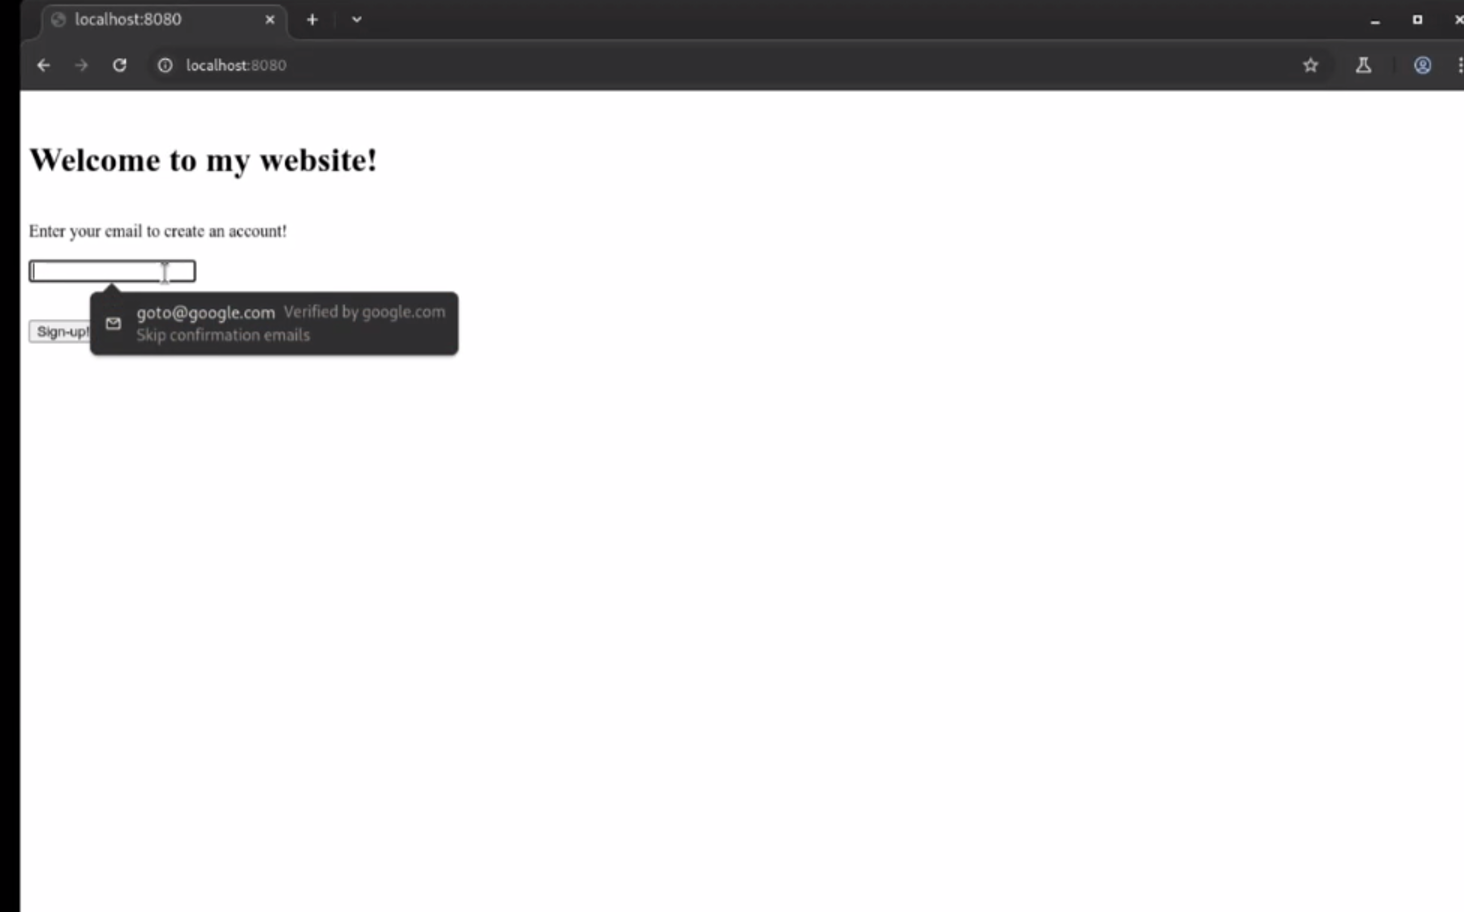 localhost:8080
localhost:8080
Welcome to my website!
Enter your email to create an account!
goto@google.com Verified by google.com
Skip confirmation emails
Sign-up!